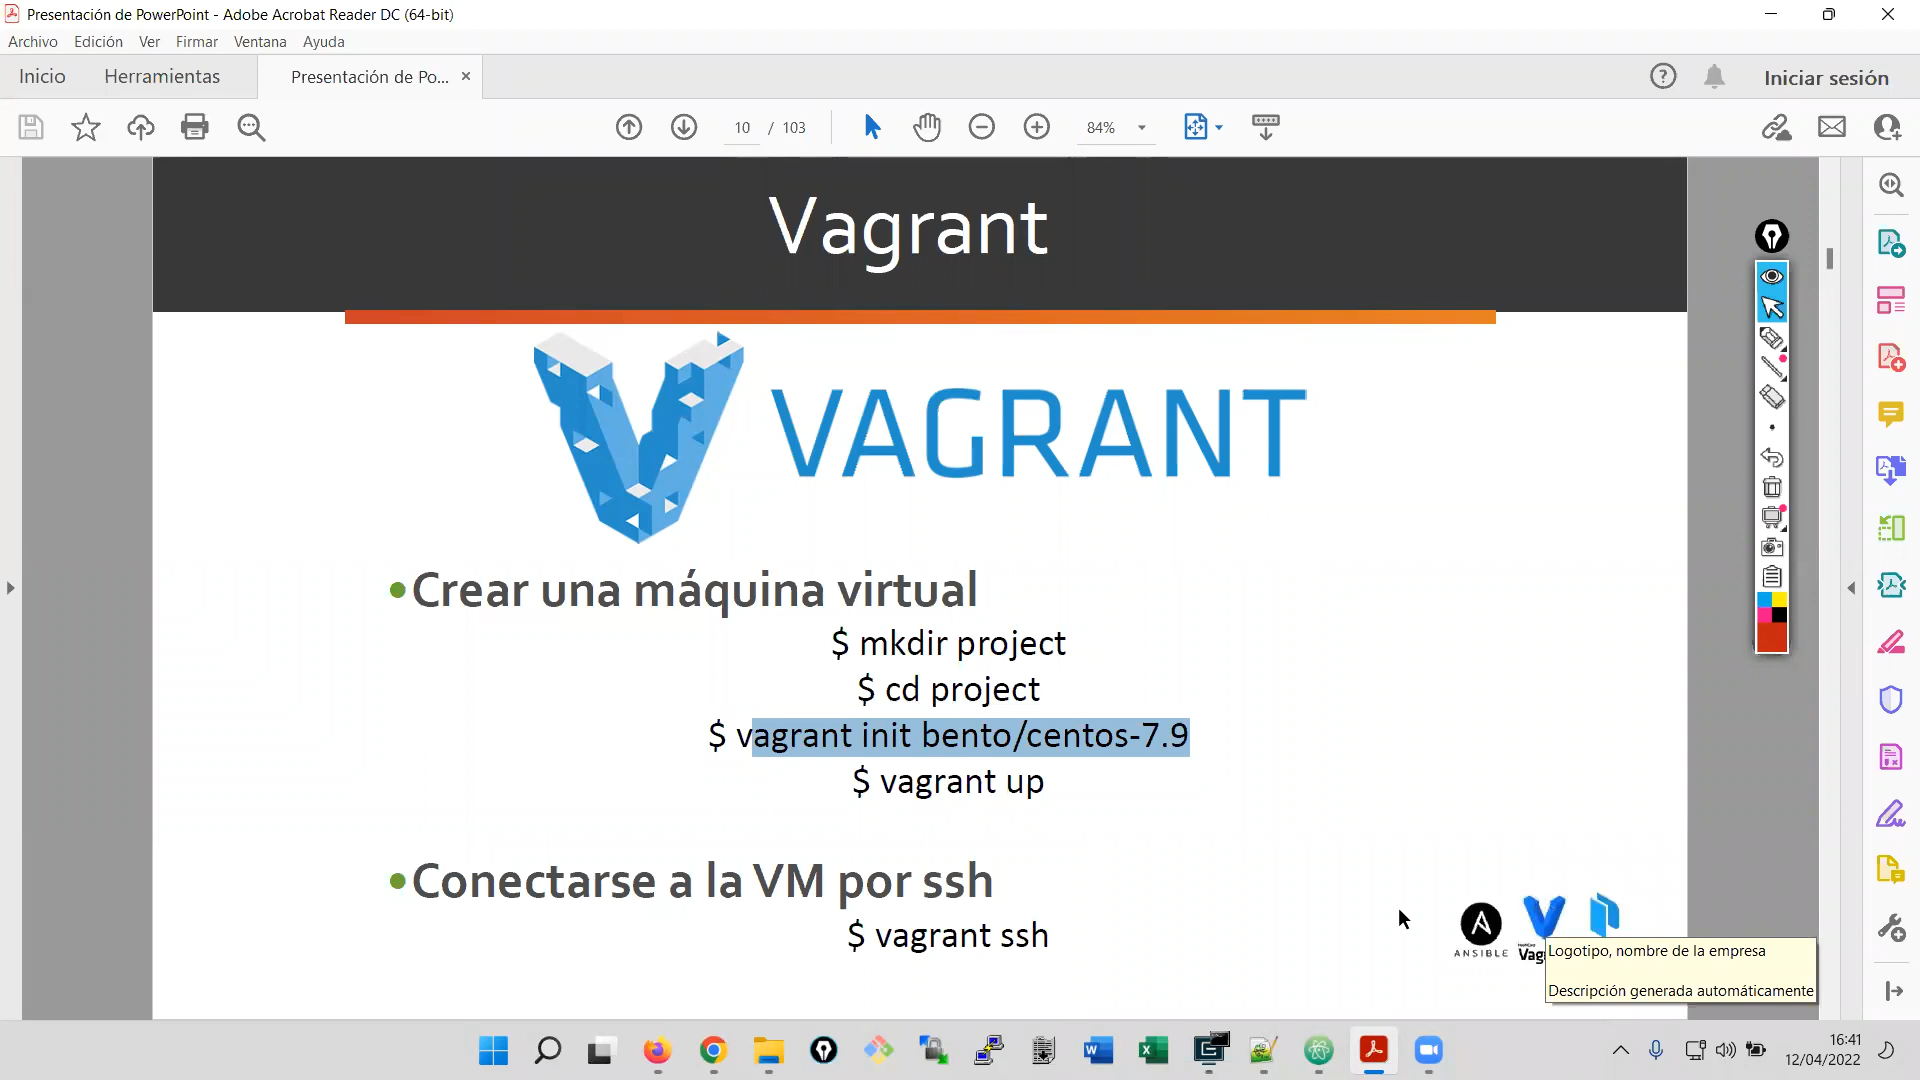 Presentación de PowerPoint - Adobe Acrobat Reader DC (64-bit)
Archivo Edición Ver Firmar Ventana Ayuda
Inicio Herramientas Presentación de Po... × Iniciar sesión
10 / 103 84%
Vagrant
VAGRANT
•Crear una máquina virtual
$ mkdir project
$ cd project
$ vagrant init bento/centos-7.9
$ vagrant up
•Conectarse a la VM por ssh
$ vagrant ssh
ANSIBLE
Vag
Logotipo, nombre de la empresa
Descripción generada automáticamente
16:41
12/04/2022